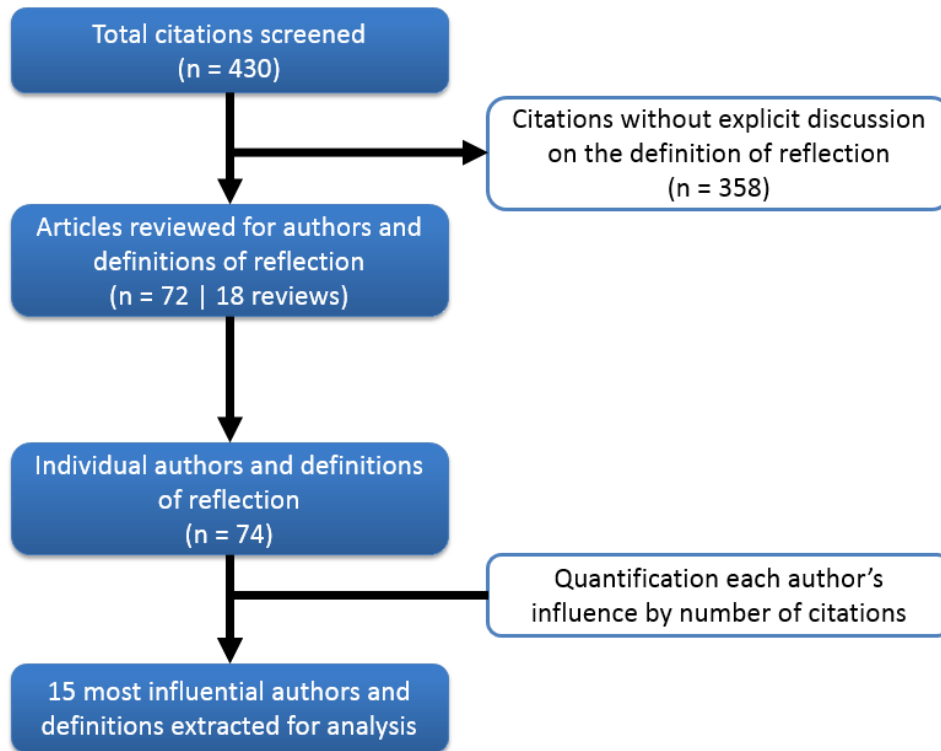 Total citations screened
(n = 430)
Citations without explicit discussion
on the definition of reflection
(n = 358)
Articles reviewed for authors and
definitions of reflection
(n = 72 | 18 reviews)
Individual authors and definitions
of reflection
(n = 74)
Quantification each author’s
influence by number of citations
15 most influential authors and
definitions extracted for analysis